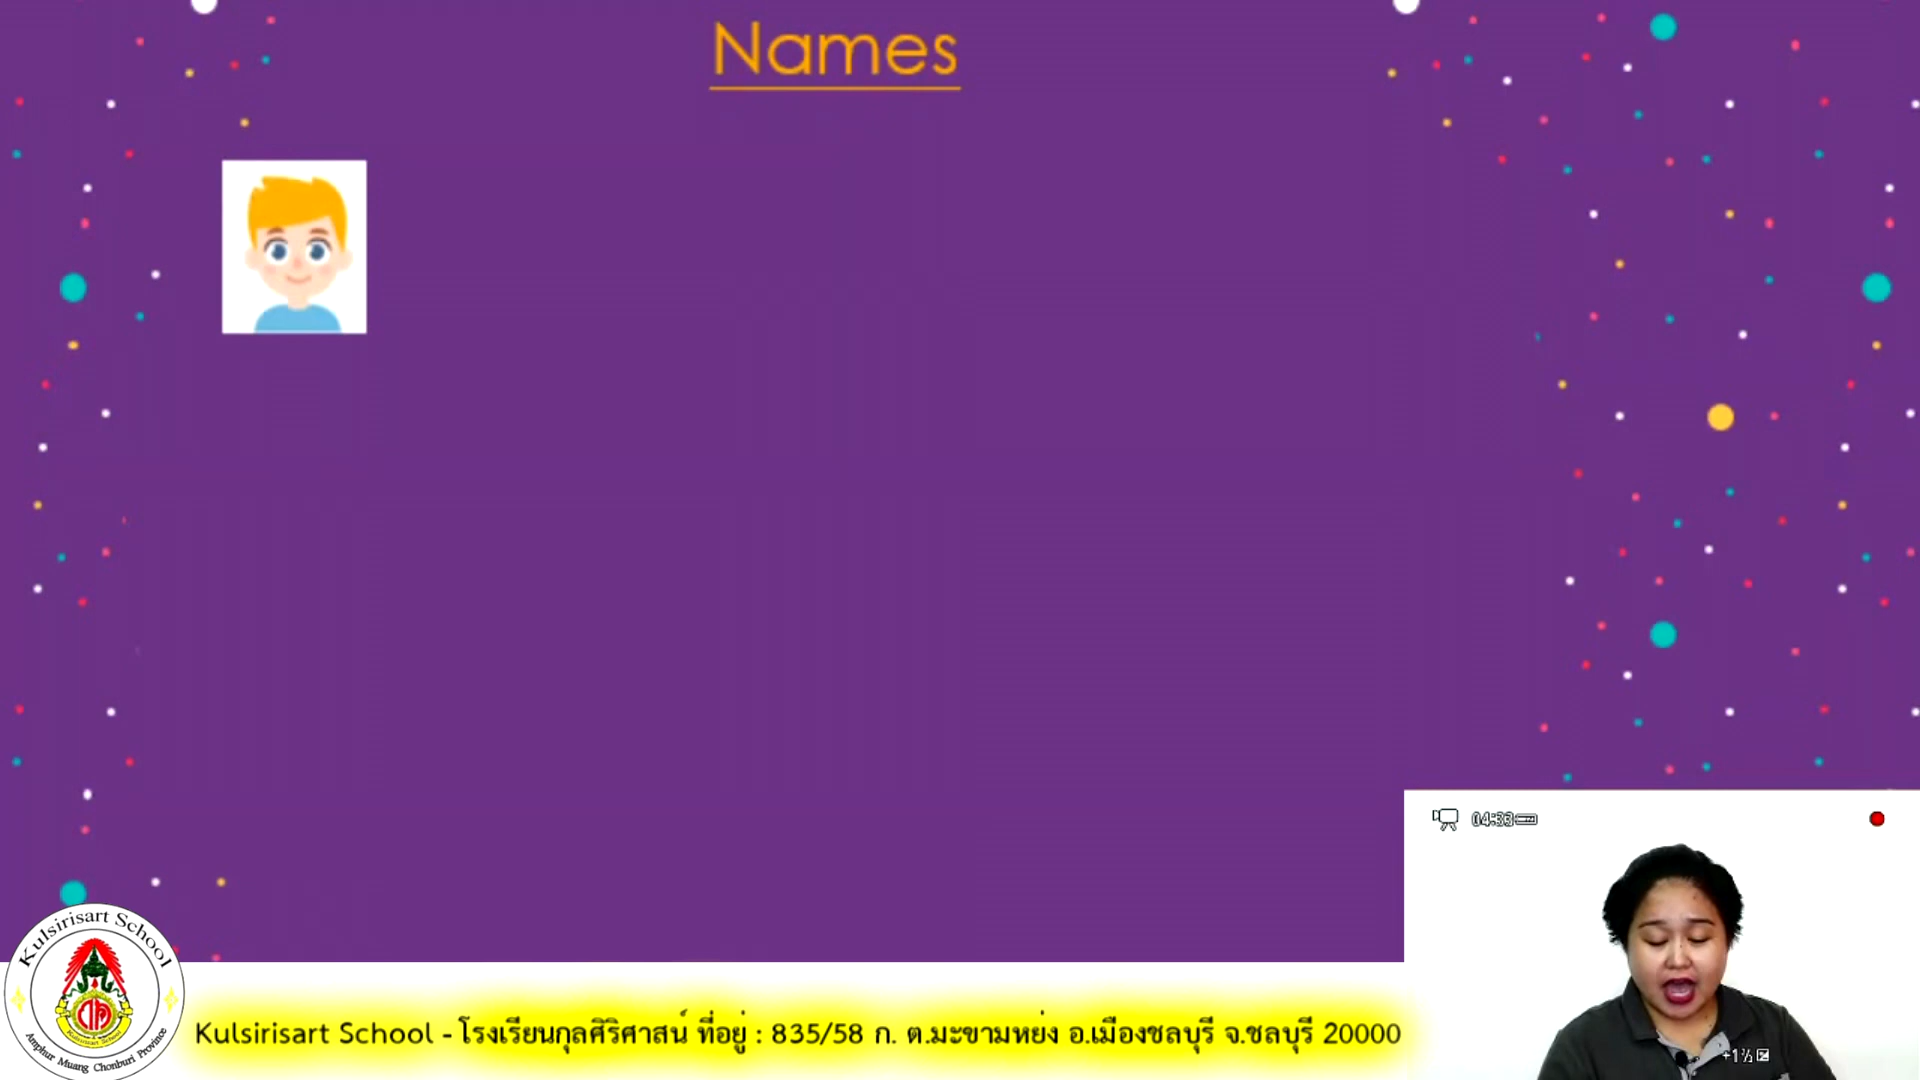 Names
04:33
Kulsirisart School
Amphur Muang Chonburi Province
Kulsirisart School - โรงเรียนกุลศิริศาสน์ ที่อยู่ : 835/58 ก. ต.มะขามหย่ง อ.เมืองชลบุรี จ.ชลบุรี 20000
+1⅓